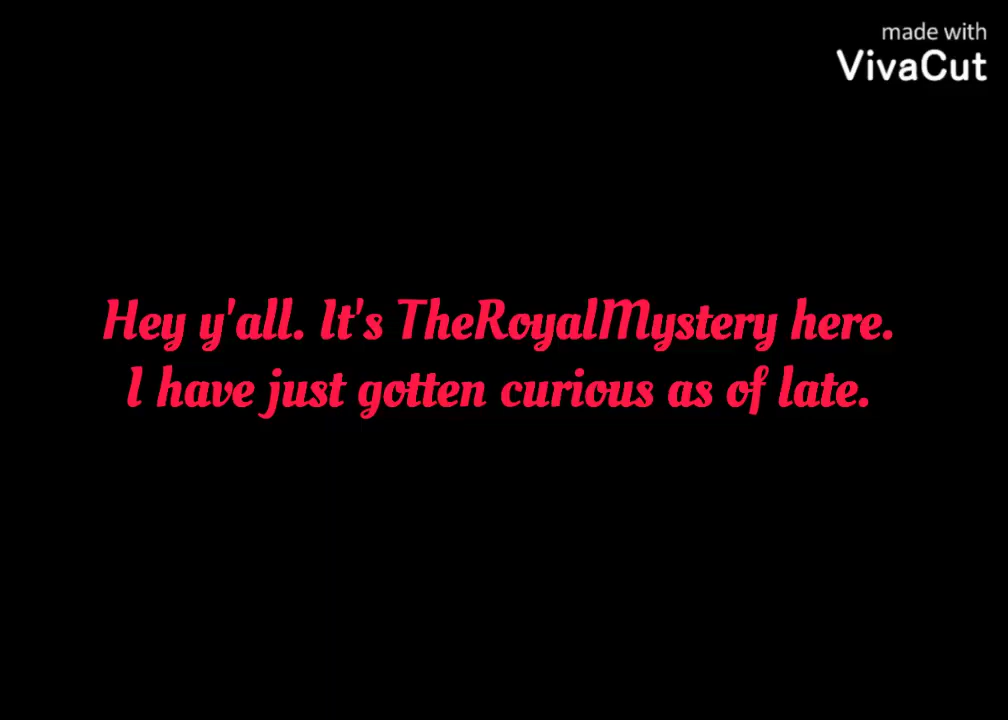 made with
VivaCut
Hey y'all. It's TheRoyalMystery here.
I have just gotten curious as of late.